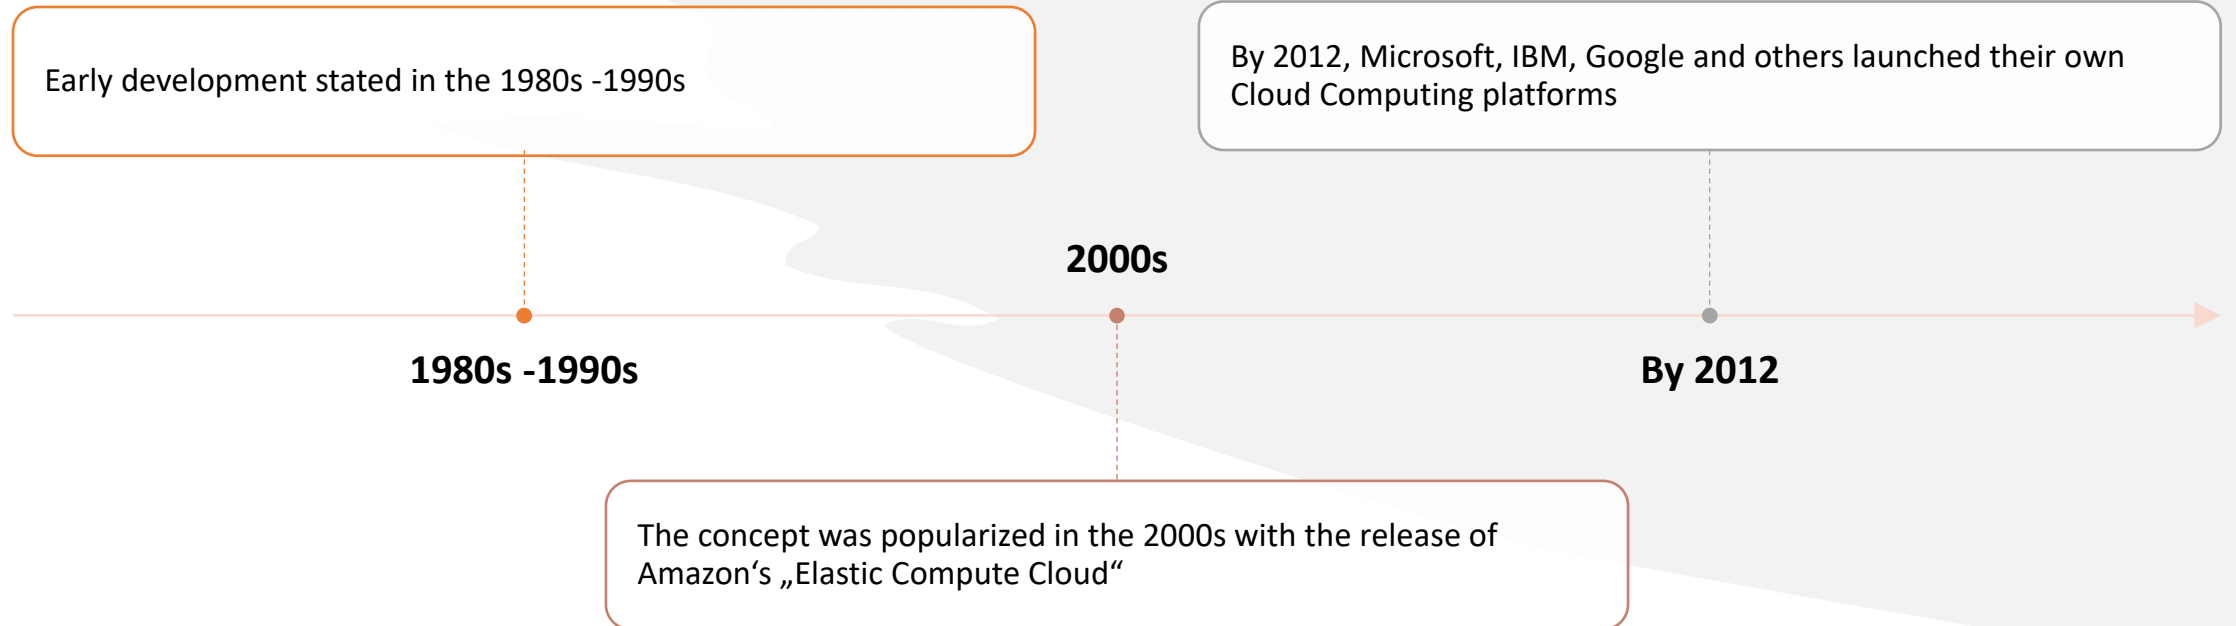 Early development stated in the 1980s -1990s
By 2012, Microsoft, IBM, Google and others launched their own
Cloud Computing platforms
2000s
1980s -1990s
By 2012
The concept was popularized in the 2000s with the release of
Amazon‘s „Elastic Compute Cloud“